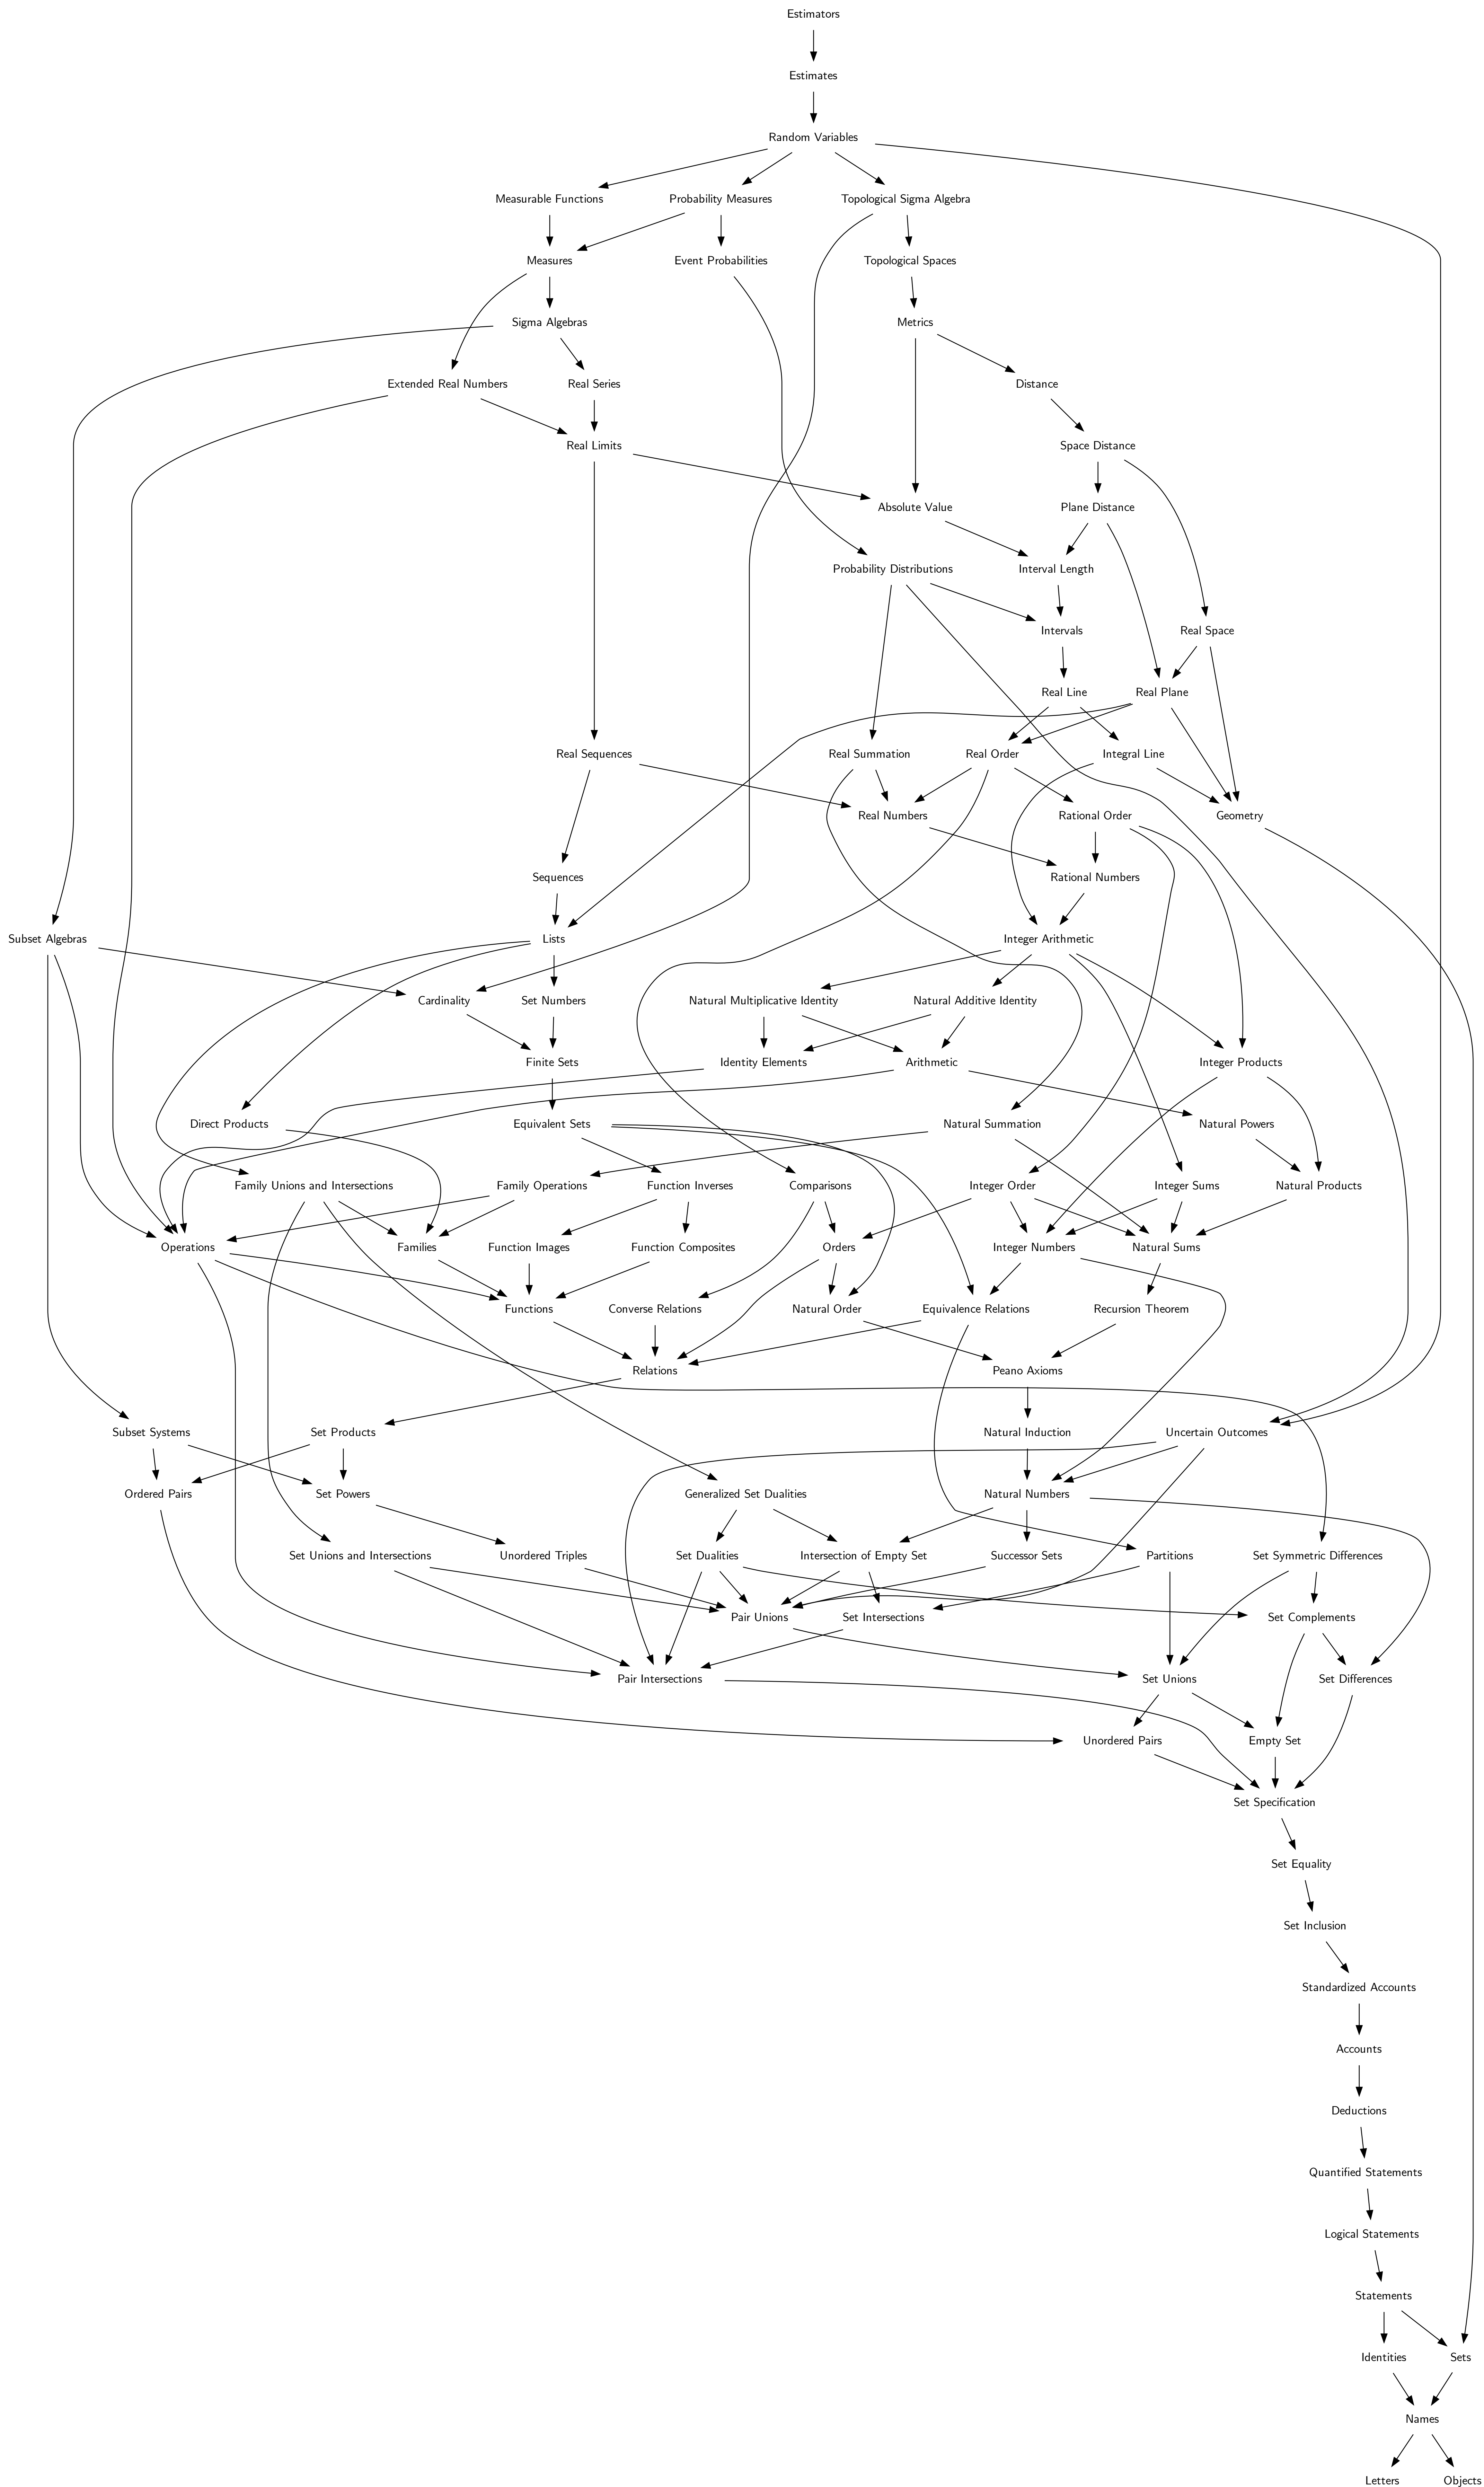 Estimators
Estimates
Random Variables
Measurable Functions
Probability Measures
Topological Sigma Algebra
Measures
Event Probabilities
Topological Spaces
Sigma Algebras
Metrics
Extended Real Numbers
Real Series
Distance
Real Limits
Space Distance
Absolute Value
Plane Distance
Probability Distributions
Interval Length
Intervals
Real Space
Real Line
Real Plane
Real Sequences
Real Summation
Real Order
Integral Line
Real Numbers
Rational Order
Geometry
Sequences
Rational Numbers
Subset Algebras
Lists
Integer Arithmetic
Cardinality
Set Numbers
Natural Multiplicative Identity
Natural Additive Identity
Finite Sets
Identity Elements
Arithmetic
Integer Products
Direct Products
Equivalent Sets
Natural Summation
Natural Powers
Family Unions and Intersections
Family Operations
Function Inverses
Comparisons
Integer Order
Integer Sums
Natural Products
Operations
Families
Function Images
Function Composites
Orders
Integer Numbers
Natural Sums
Functions
Converse Relations
Natural Order
Equivalence Relations
Recursion Theorem
Relations
Peano Axioms
Subset Systems
Set Products
Natural Induction
Uncertain Outcomes
Ordered Pairs
Set Powers
Generalized Set Dualities
Natural Numbers
Set Unions and Intersections
Unordered Triples
Set Dualities
Intersection of Empty Set
Successor Sets
Partitions
Set Symmetric Differences
Pair Unions
Set Intersections
Set Complements
Pair Intersections
Set Unions
Set Differences
Unordered Pairs
Empty Set
Set Specification
Set Equality
Set Inclusion
Standardized Accounts
Accounts
Deductions
Quantified Statements
Logical Statements
Statements
Identities
Sets
Names
Letters
Objects